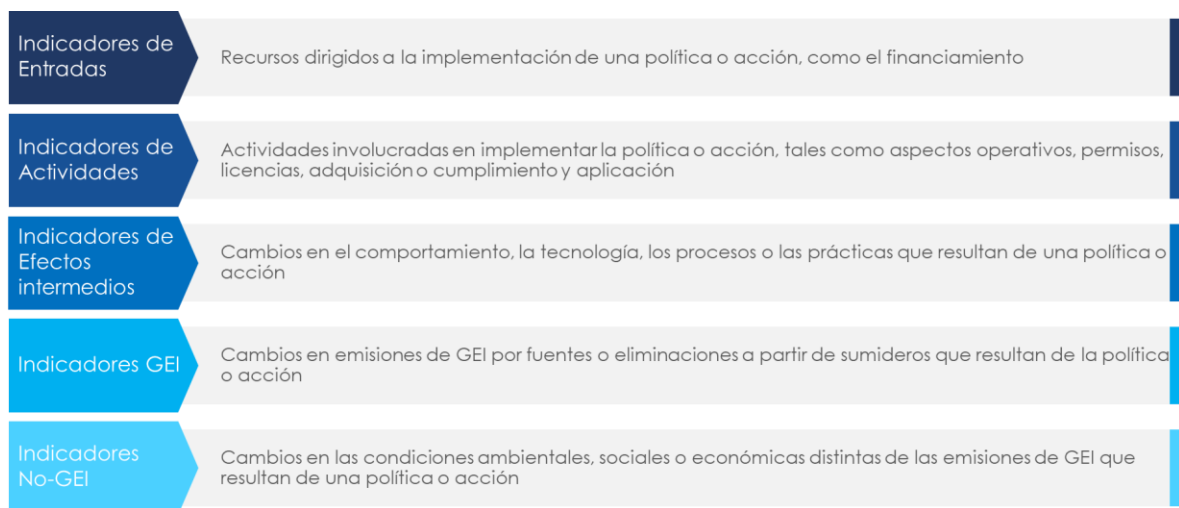 Indicadores de
Entradas
Recursos dirigidos a la implementación de una política o acción, como el financiamiento
Indicadores de
Actividades
Actividades involucradas en implementar la política o acción, tales como aspectos operativos, permisos,
licencias, adquisición o cumplimiento y aplicación
Indicadores de
Efectos
intermedios
Cambios en el comportamiento, la tecnología, los procesos o las prácticas que resultan de una política o
acción
Indicadores GEI
Cambios en emisiones de GEI por fuentes o eliminaciones a partir de sumideros que resultan de la política
o acción
Indicadores
No-GEI
Cambios en las condiciones ambientales, sociales o económicas distintas de las emisiones de GEI que
resultan de una política o acción